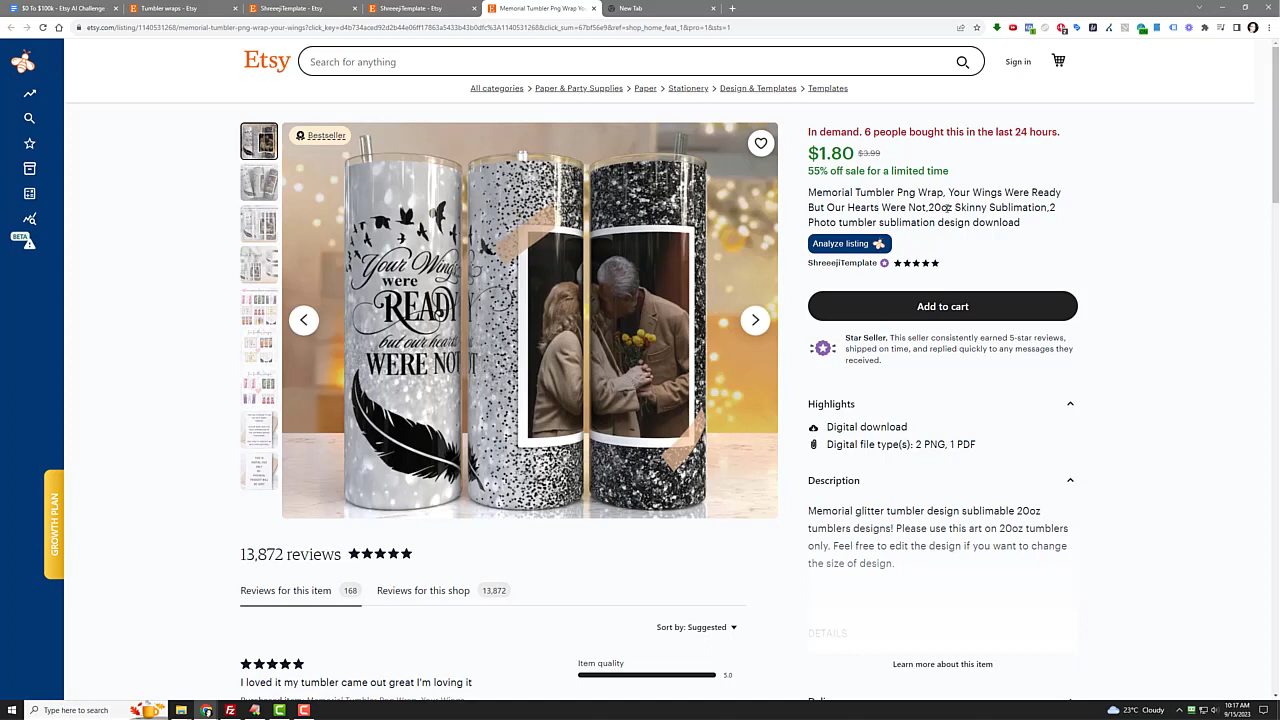 $0 To $100k - Etsy AI Challenge
Tumbler wraps - Etsy
ShreeejiTemplate - Etsy
ShreeejiTemplate - Etsy
Memorial Tumbler Png Wrap Yo
New Tab
etsy.com/listing/1140531268/memorial-tumbler-png-wrap-your-wings?click_key=d4b734aced92d2b44e06ff17863a5433b43b0dfc%3A1140531268&click_sum=67bf56e9&ref=shop_home_feat_1&pro=1&sts=1
Etsy
Search for anything
Sign in
All categories > Paper & Party Supplies > Paper > Stationery > Design & Templates > Templates
BETA
GROWTH PLAN
Bestseller
Your Wings
were
READY
but our hearts
WERE NOT
In demand. 6 people bought this in the last 24 hours.
$1.80 $3.99
55% off sale for a limited time
Memorial Tumbler Png Wrap, Your Wings Were Ready
But Our Hearts Were Not,20oz Skinny Sublimation,2
Photo tumbler sublimation design download
Analyze listing
ShreeejiTemplate
Add to cart
Star Seller. This seller consistently earned 5-star reviews,
shipped on time, and replied quickly to any messages they
received.
Highlights
Digital download
Digital file type(s): 2 PNG, 1 PDF
Description
Memorial glitter tumbler design sublimable 20oz
tumblers designs! Please use this art on 20oz tumblers
only. Feel free to edit the design if you want to change
the size of design.
DETAILS
Learn more about this item
13,872 reviews
Reviews for this item 168
Reviews for this shop 13,872
Sort by: Suggested
I loved it my tumbler came out great I'm loving it
Item quality
5.0
Type here to search
23°C Cloudy
10:17 AM
9/15/2023